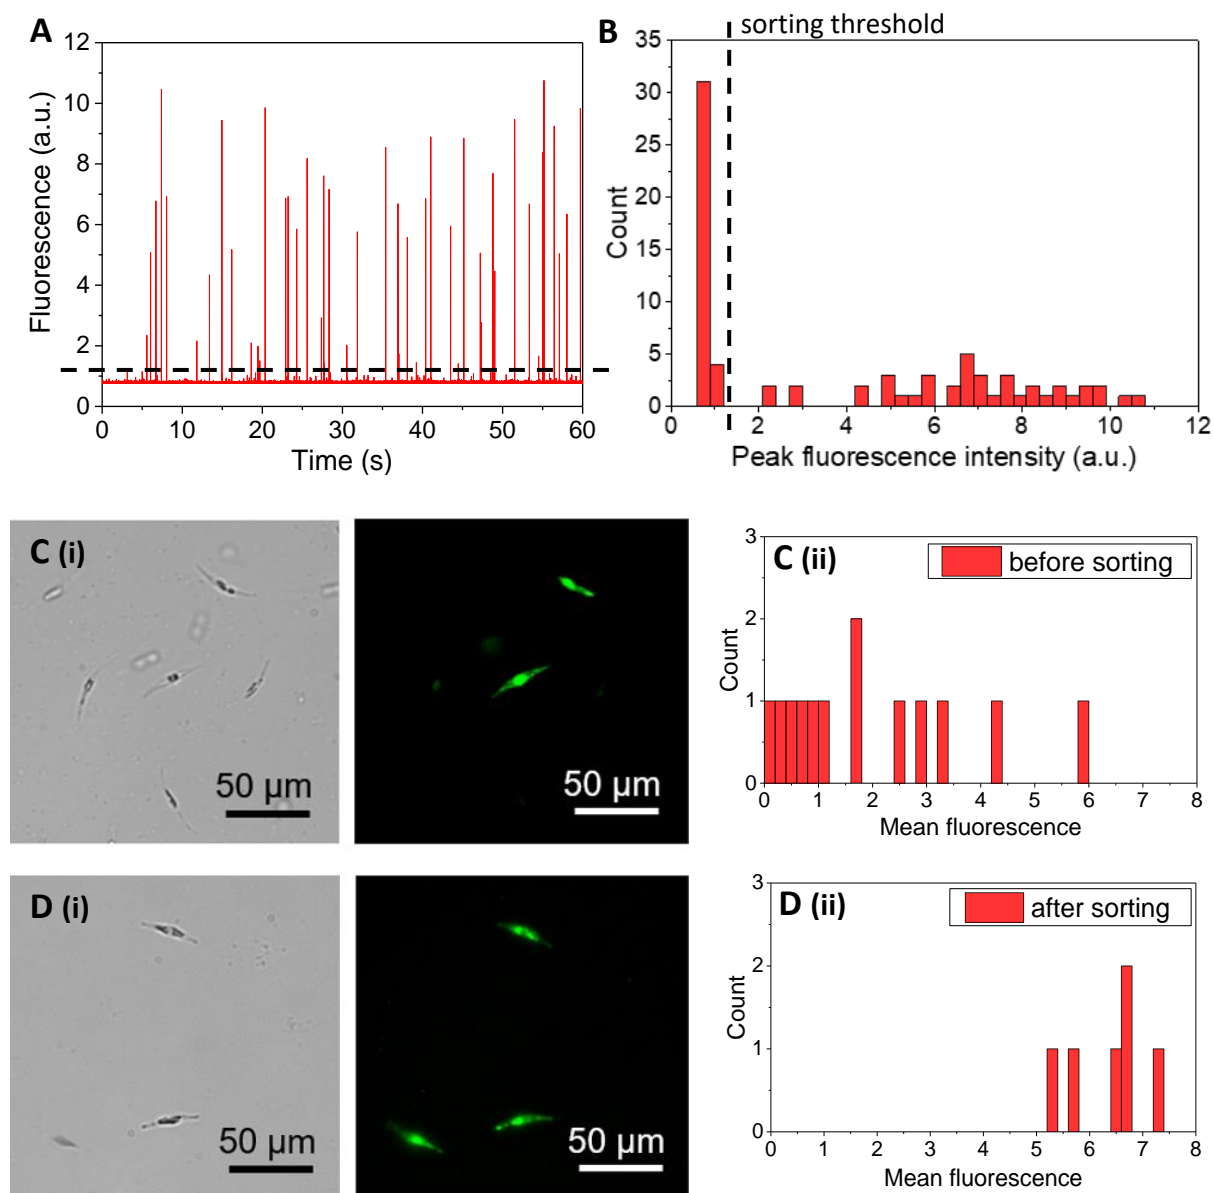 A
12
10
8
6
4
2
0
Fluorescence (a.u.)
0 10 20 30 40 50 60
Time (s)
B
sorting threshold
35
30
25
20
15
10
5
0
Count
0 2 4 6 8 10 12
Peak fluorescence intensity (a.u.)
C (i)
50 µm
50 µm
C (ii)
before sorting
3
2
1
0
Count
0 1 2 3 4 5 6 7 8
Mean fluorescence
D (i)
50 µm
50 µm
D (ii)
after sorting
3
2
1
0
Count
0 1 2 3 4 5 6 7 8
Mean fluorescence